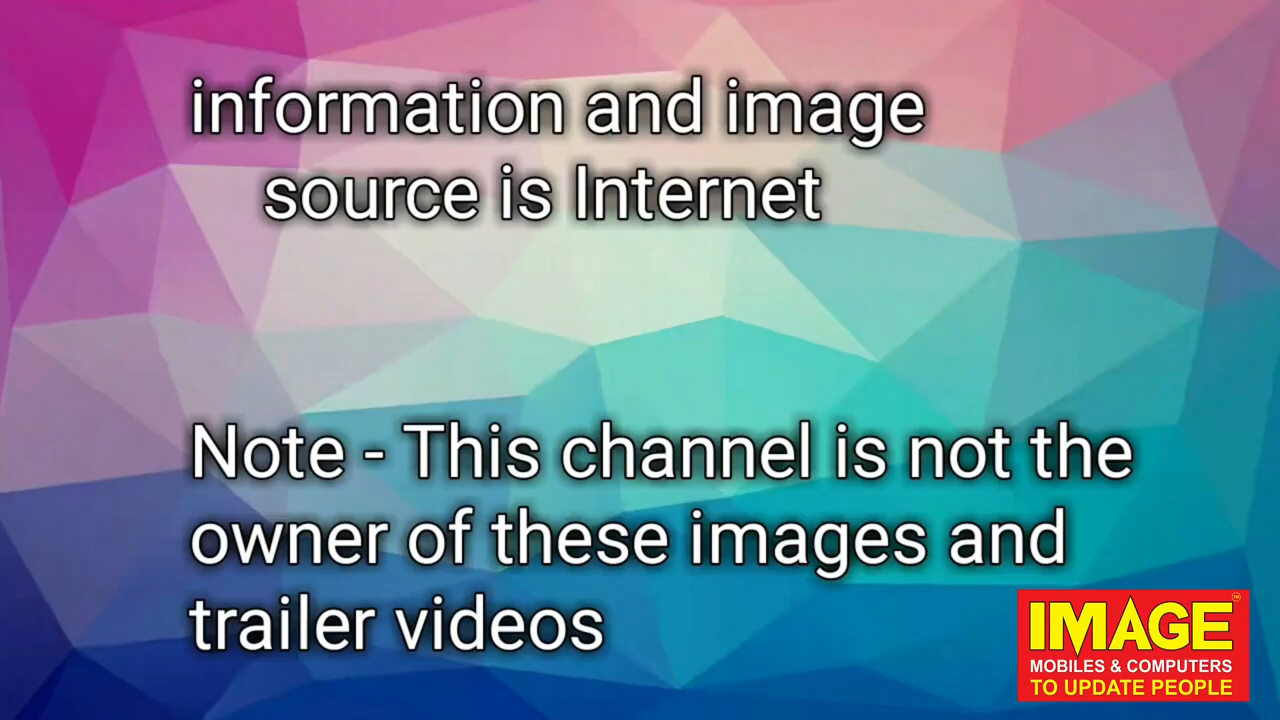 information and image
source is Internet
Note - This channel is not the
owner of these images and
trailer videos
IMAGE™
MOBILES & COMPUTERS
TO UPDATE PEOPLE